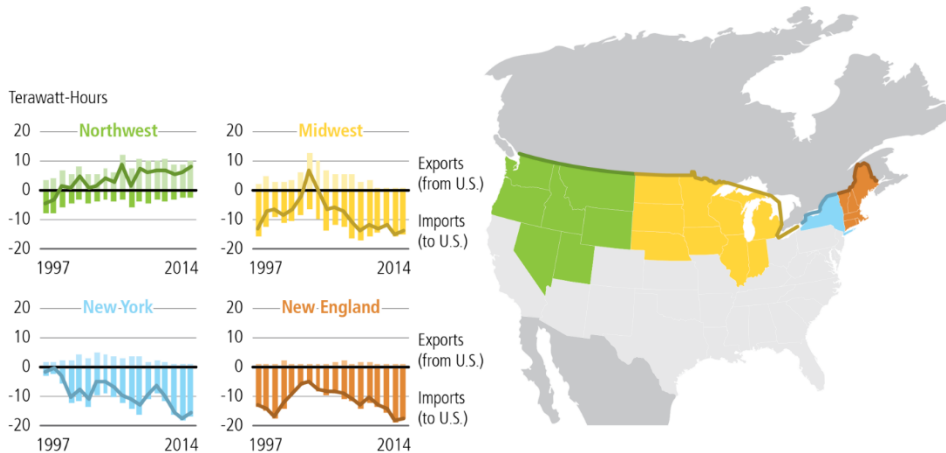 Terawatt-Hours
20
Northwest
10
0
-10
-20
1997
2014
20
Midwest
10
0
-10
-20
1997
2014
Exports
(from U.S.)
Imports
(to U.S.)
20
New York
10
0
-10
-20
1997
2014
20
New England
10
0
-10
-20
1997
2014
Exports
(from U.S.)
Imports
(to U.S.)